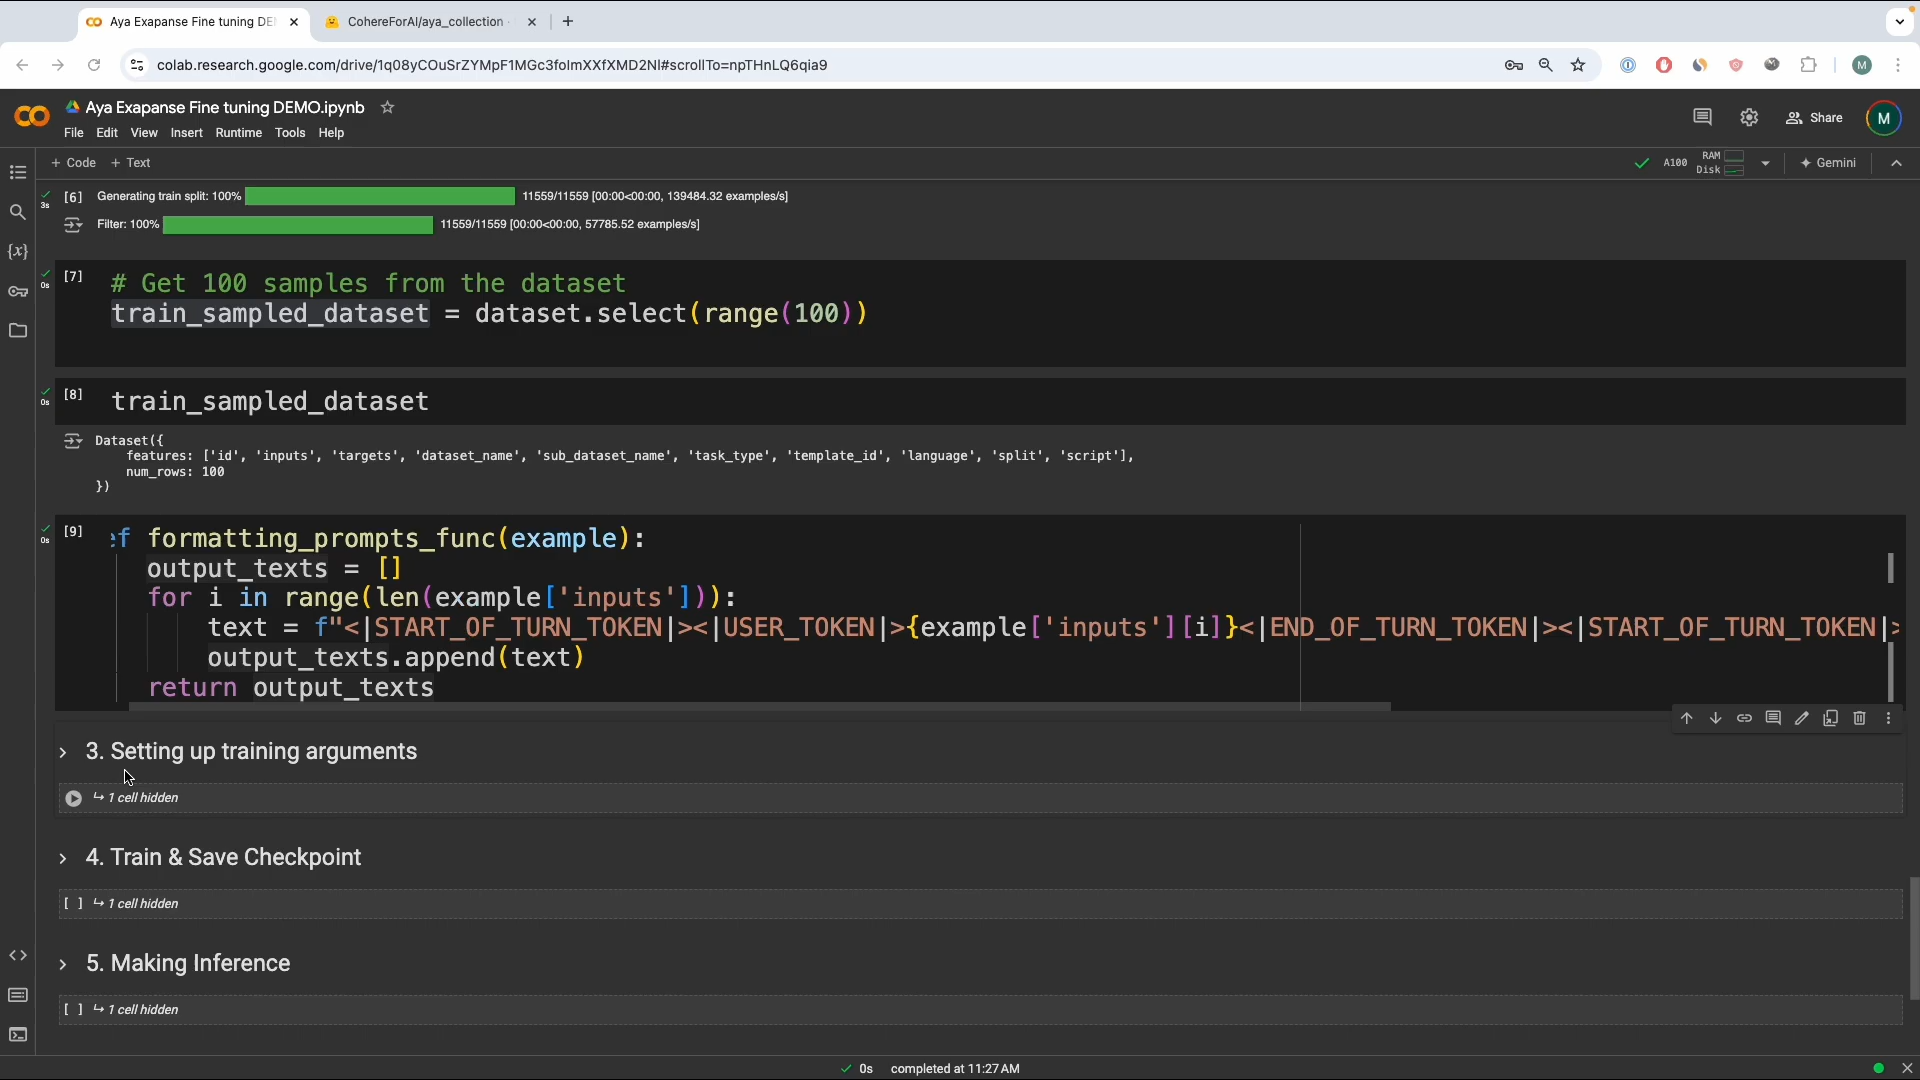 Aya Exapanse Fine tuning DE
CohereForAI/aya_collection
colab.research.google.com/drive/1q08yCOuSrZYMpF1MGc3folmXXfXMD2NI#scrollTo=npTHnLQ6qia9
M
CO
Aya Exapanse Fine tuning DEMO.ipynb
Share
M
File Edit View Insert Runtime Tools Help
+ Code + Text
A100
RAM
Disk
Gemini
3s
[6] Generating train split: 100% 11559/11559 [00:00<00:00, 139484.32 examples/s]
Filter: 100% 11559/11559 [00:00<00:00, 57785.52 examples/s]
{x}
0s
[7] # Get 100 samples from the dataset
train_sampled_dataset = dataset.select(range(100))
0s
[8] train_sampled_dataset
Dataset({
features: ['id', 'inputs', 'targets', 'dataset_name', 'sub_dataset_name', 'task_type', 'template_id', 'language', 'split', 'script'],
num_rows: 100
})
0s
[9] ef formatting_prompts_func(example):
output_texts = []
for i in range(len(example['inputs'])):
text = f"<|START_OF_TURN_TOKEN|><|USER_TOKEN|>{example['inputs'][i]}<|END_OF_TURN_TOKEN|><|START_OF_TURN_TOKEN|>
output_texts.append(text)
return output_texts
3. Setting up training arguments
↳ 1 cell hidden
4. Train & Save Checkpoint
[ ] ↳ 1 cell hidden
5. Making Inference
[ ] ↳ 1 cell hidden
0s completed at 11:27 AM